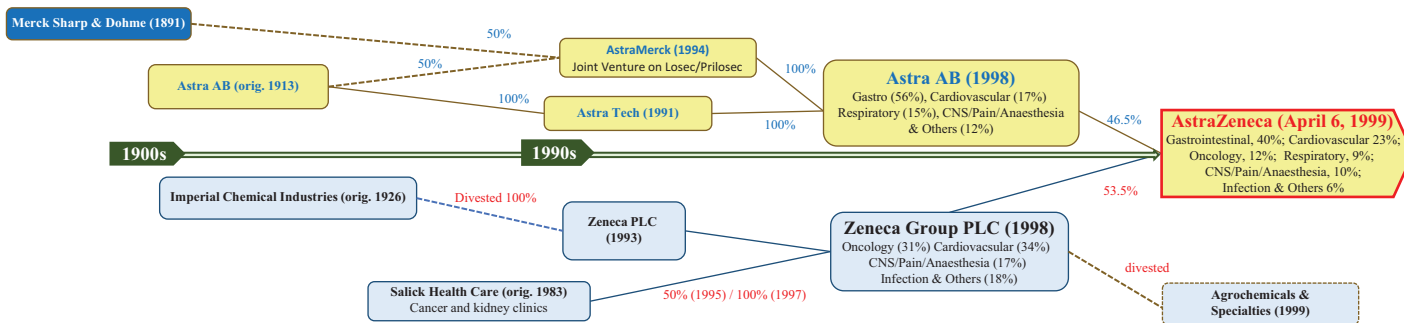 Merck Sharp & Dohme (1891)
50%
50%
AstraMerck (1994)
Joint Venture on Losec/Prilosec
Astra AB (orig. 1913)
100%
100%
Astra Tech (1991)
100%
Astra AB (1998)
Gastro (56%), Cardiovascular (17%)
Respiratory (15%), CNS/Pain/Anaesthesia
& Others (12%)
46.5%
AstraZeneca (April 6, 1999)
Gastrointestinal, 40%; Cardiovascular 23%;
Oncology, 12%; Respiratory, 9%;
CNS/Pain/Anaesthesia, 10%;
Infection & Others 6%
1900s
1990s
Imperial Chemical Industries (orig. 1926)
Divested 100%
Zeneca PLC
(1993)
53.5%
Zeneca Group PLC (1998)
Oncology (31%) Cardiovacsular (34%)
CNS/Pain/Anaesthesia (17%)
Infection & Others (18%)
Salick Health Care (orig. 1983)
Cancer and kidney clinics
50% (1995) / 100% (1997)
divested
Agrochemicals &
Specialties (1999)